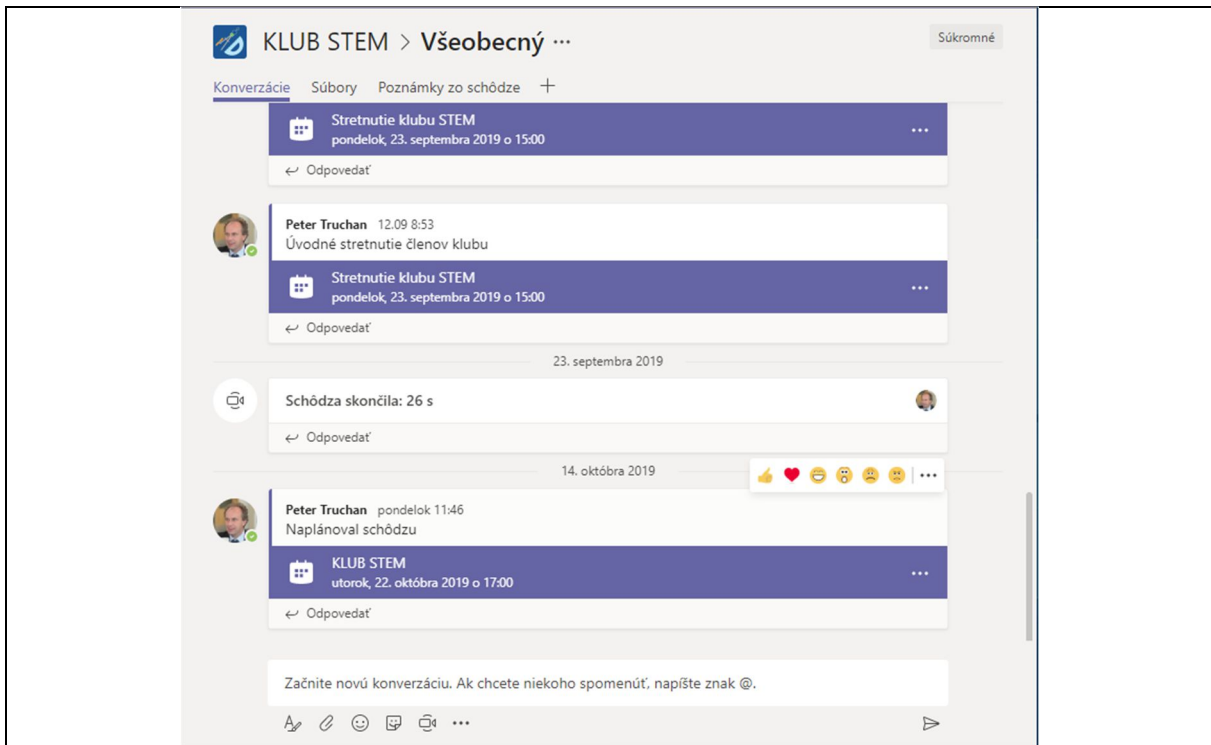 KLUB STEM > Všeobecný ···
Súkromné
Konverzácie Súbory Poznámky zo schôdze +
Stretnutie klubu STEM
pondelok, 23. septembra 2019 o 15:00
Odpovedať
Peter Truchan 12.09 8:53
Úvodné stretnutie členov klubu
Stretnutie klubu STEM
pondelok, 23. septembra 2019 o 15:00
Odpovedať
23. septembra 2019
Schôdza skončila: 26 s
Odpovedať
14. októbra 2019
Peter Truchan pondelok 11:46
Naplánoval schôdzu
KLUB STEM
utorok, 22. októbra 2019 o 17:00
Odpovedať
Začnite novú konverzáciu. Ak chcete niekoho spomenúť, napíšte znak @.